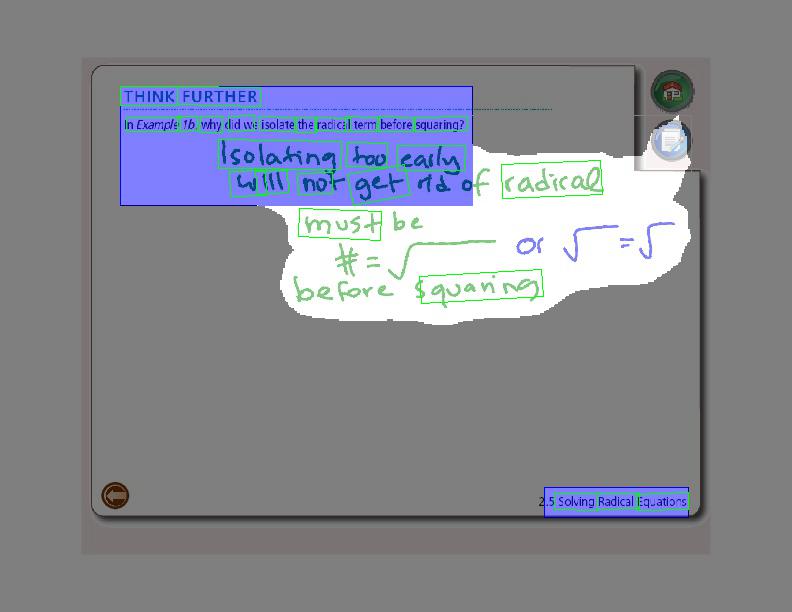 THINK FURTHER
In Example 1b, why did we isolate the radical term before squaring?
Isolating too early
will not get rid of radical
must be
# = √ or √ = √
before squaring
2.5 Solving Radical Equations